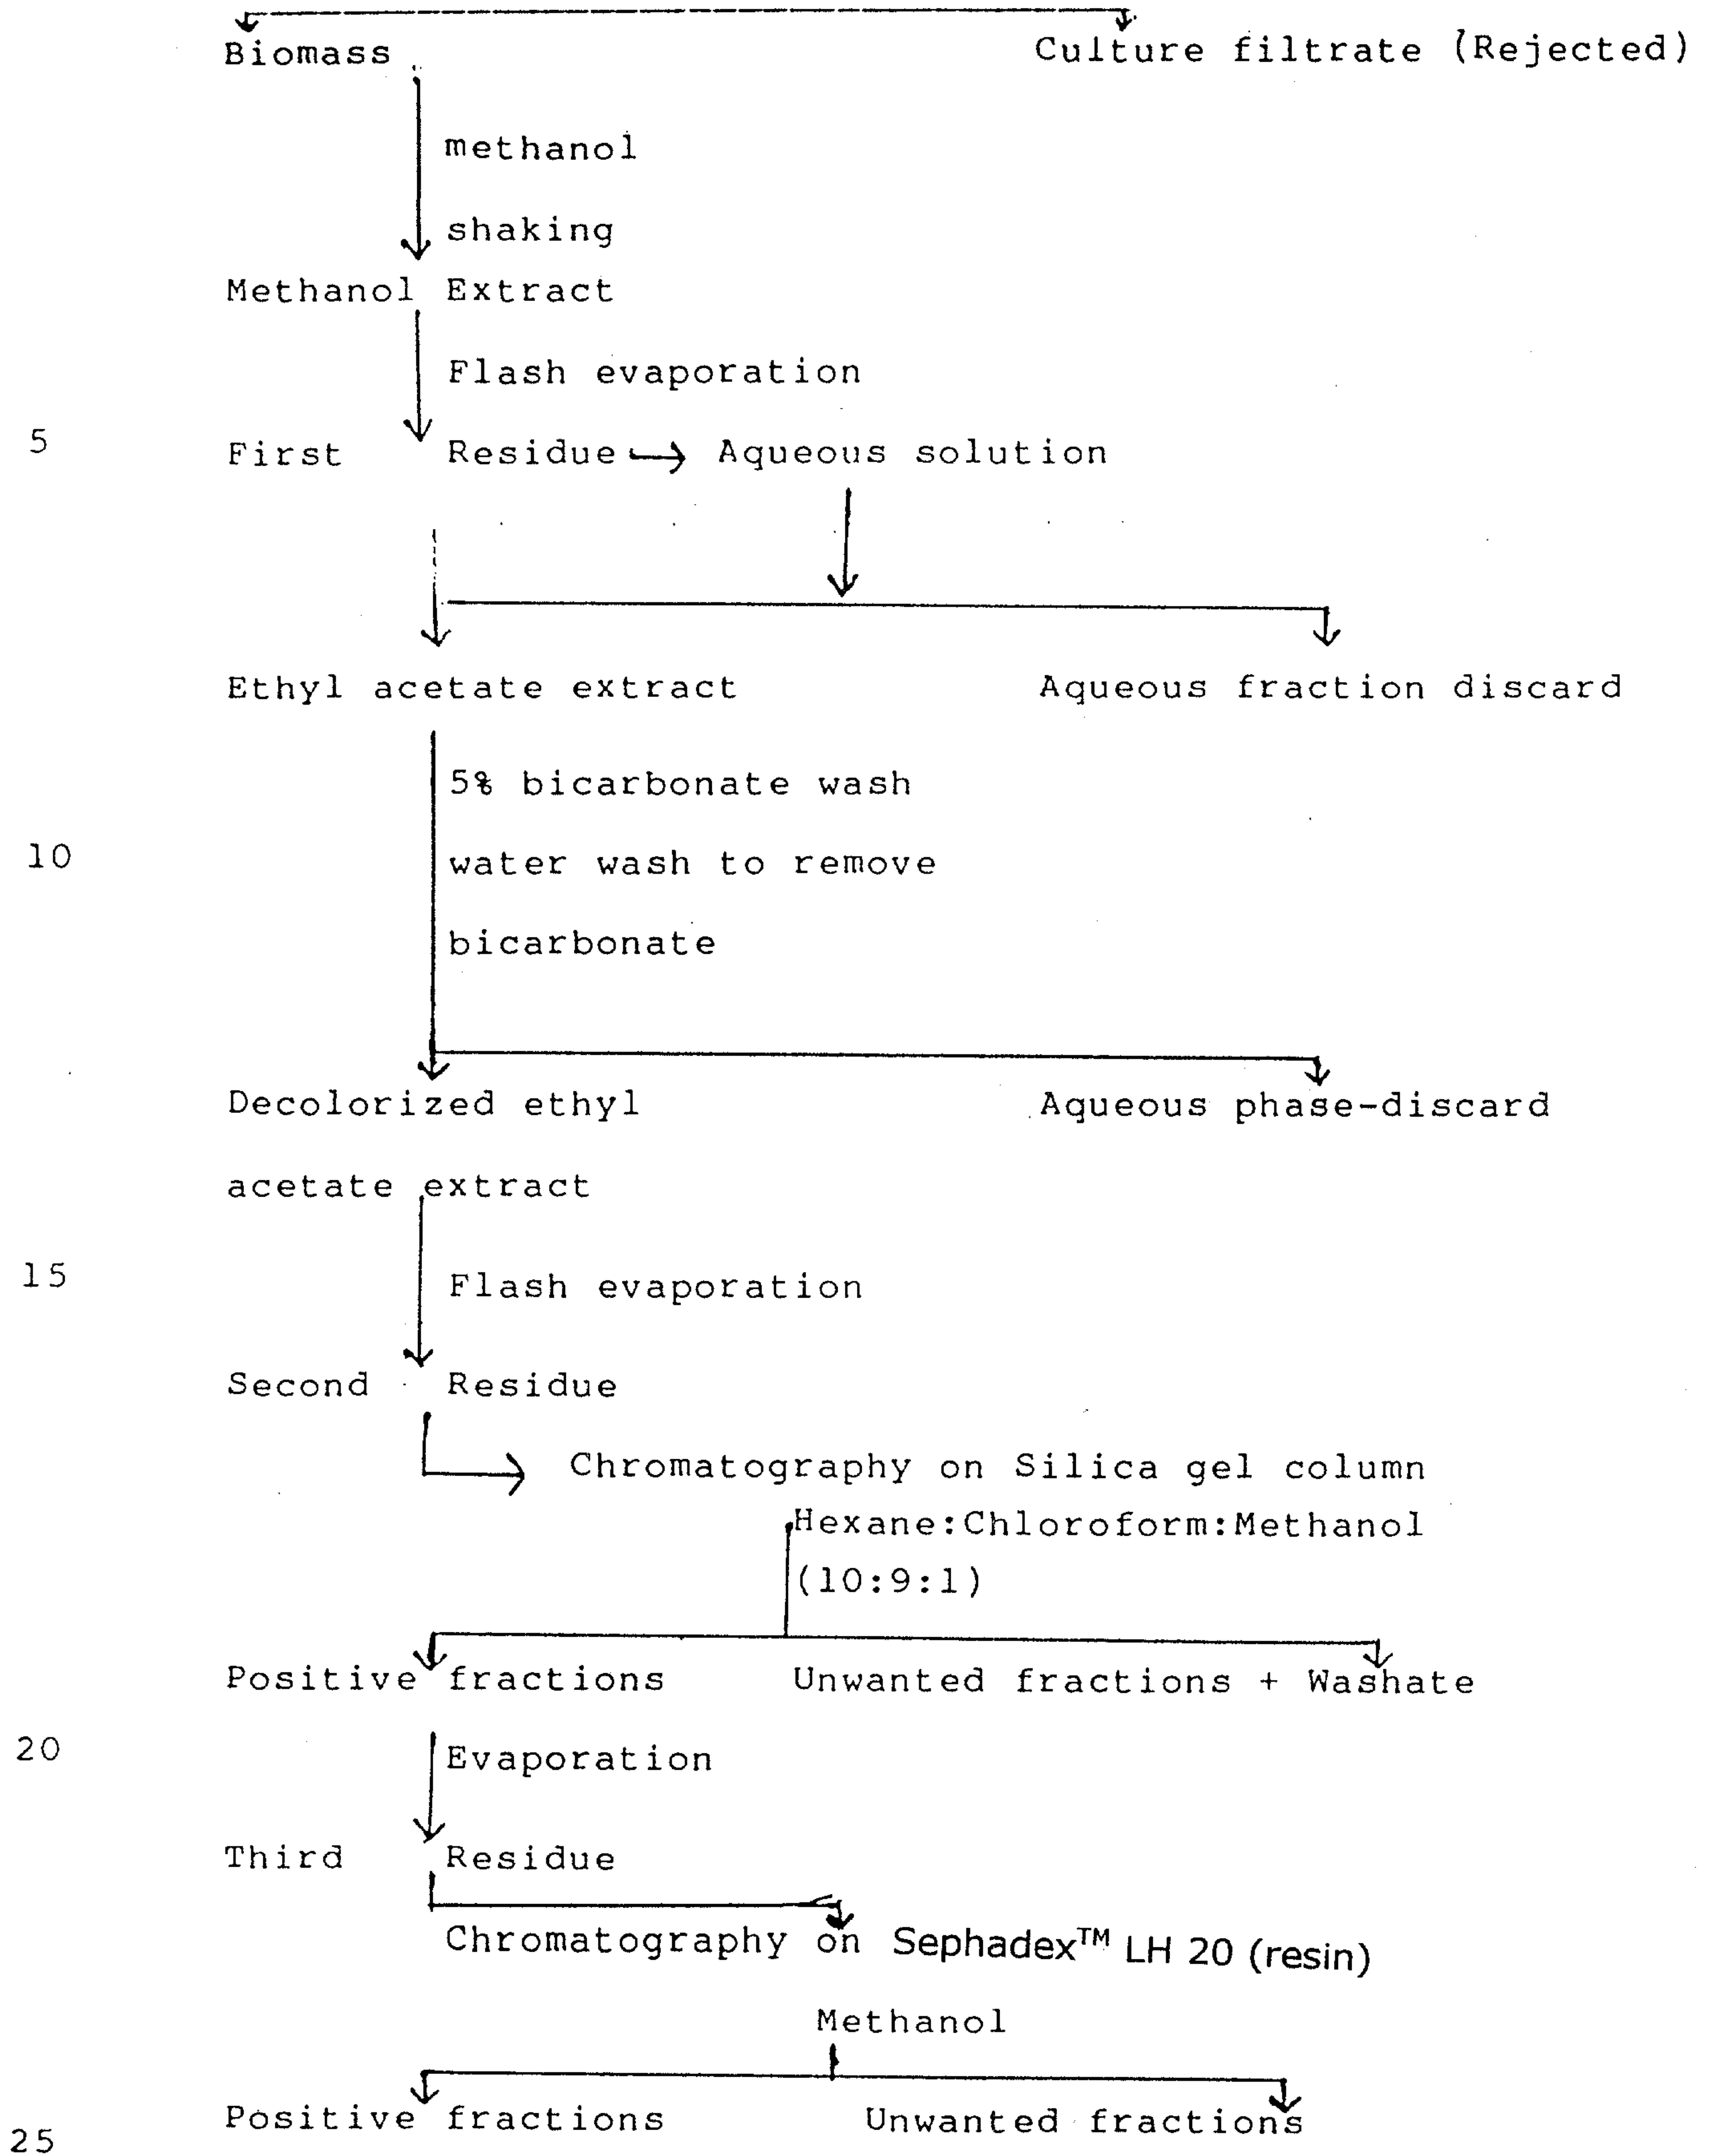 Biomass Culture filtrate (Rejected)
methanol
shaking
Methanol Extract
Flash evaporation
5 First Residue → Aqueous solution
Ethyl acetate extract Aqueous fraction discard
5% bicarbonate wash
10 water wash to remove
bicarbonate
Decolorized ethyl Aqueous phase-discard
acetate extract
15 Flash evaporation
Second Residue
Chromatography on Silica gel column
Hexane:Chloroform:Methanol
(10:9:1)
Positive fractions Unwanted fractions + Washate
20 Evaporation
Third Residue
Chromatography on Sephadex™ LH 20 (resin)
Methanol
Positive fractions Unwanted fractions
25